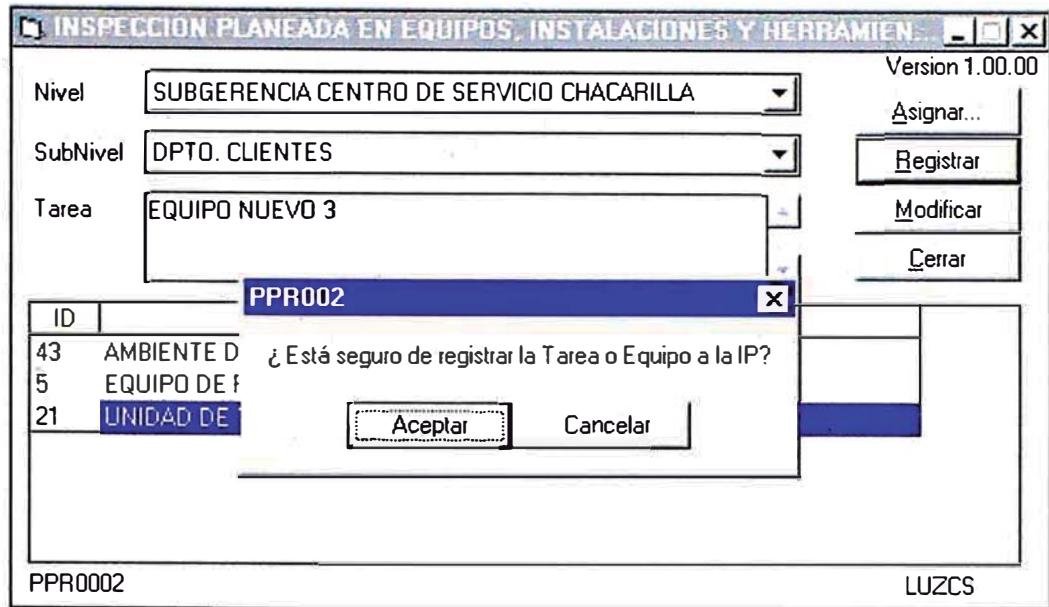 INSPECCION PLANEADA EN EQUIPOS, INSTALACIONES Y HERRAMIEN...
Version 1.00.00
Nivel SUBGERENCIA CENTRO DE SERVICIO CHACARILLA
Asignar...
SubNivel DPTO. CLIENTES
Registrar
Tarea EQUIPO NUEVO 3
Modificar
Cerrar
PPR002
ID
¿ Está seguro de registrar la Tarea o Equipo a la IP?
43 AMBIENTE D
5 EQUIPO DE
21 UNIDAD DE
Aceptar Cancelar
PPR0002 LUZCS